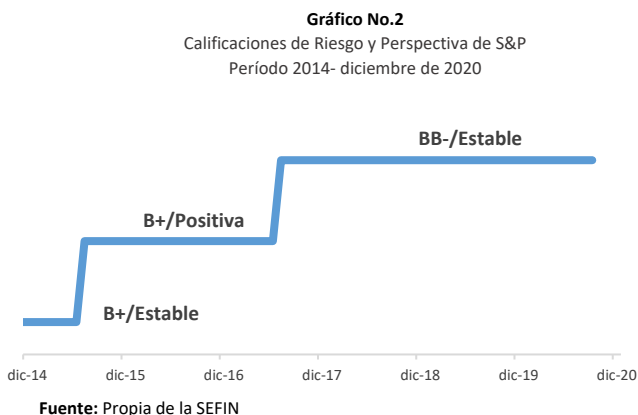 Gráfico No.2
Calificaciones de Riesgo y Perspectiva de S&P
Período 2014- diciembre de 2020
BB-/Estable
B+/Positiva
B+/Estable
dic-14 dic-15 dic-16 dic-17 dic-18 dic-19 dic-20
Fuente: Propia de la SEFIN